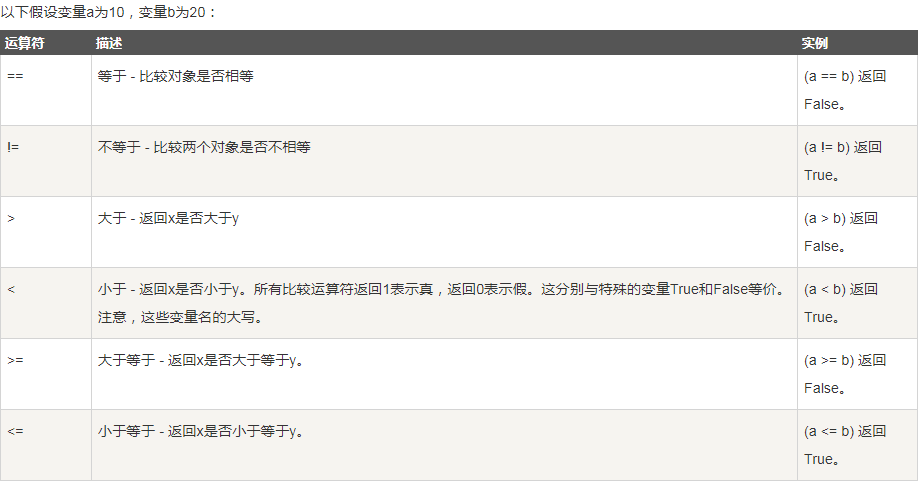 以下假设变量a为10，变量b为20：
运算符 描述 实例
== 等于 - 比较对象是否相等 (a == b) 返回
False。
!= 不等于 - 比较两个对象是否不相等 (a != b) 返回
True。
> 大于 - 返回x是否大于y (a > b) 返回
False。
< 小于 - 返回x是否小于y。所有比较运算符返回1表示真，返回0表示假。这分别与特殊的变量True和False等价。 (a < b) 返回
注意，这些变量名的大写。 True。
>= 大于等于 - 返回x是否大于等于y。 (a >= b) 返回
False。
<= 小于等于 - 返回x是否小于等于y。 (a <= b) 返回
True。